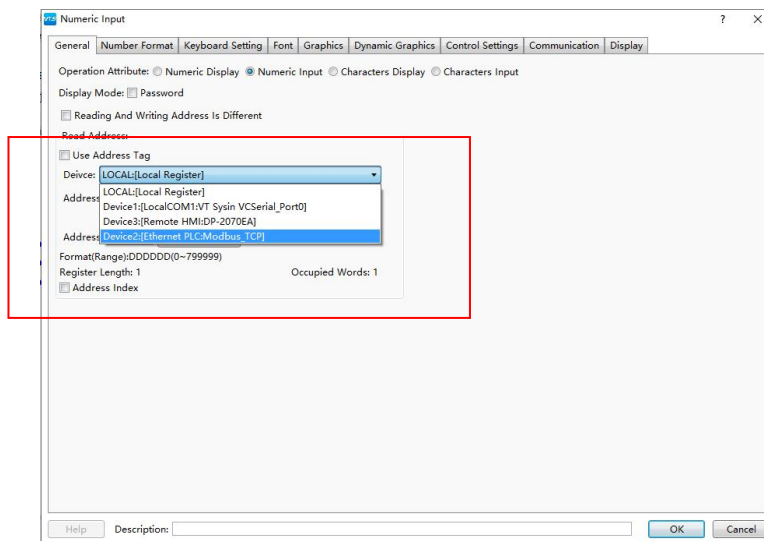 V1.5 Numeric Input ? X
General Number Format Keyboard Setting Font Graphics Dynamic Graphics Control Settings Communication Display
Operation Attribute: Numeric Display Numeric Input Characters Display Characters Input
Display Mode: Password
Reading And Writing Address Is Different
Read Address:
Use Address Tag
Deivce: LOCAL:[Local Register]
LOCAL:[Local Register]
Address
Device1:[LocalCOM1:VT Sysin VCSerial_Port0]
Device3:[Remote HMI:DP-2070EA]
Address Device2:[Ethernet PLC:Modbus_TCP]
Format(Range):DDDDDD(0~799999)
Register Length: 1 Occupied Words: 1
Address Index
Help Description: OK Cancel